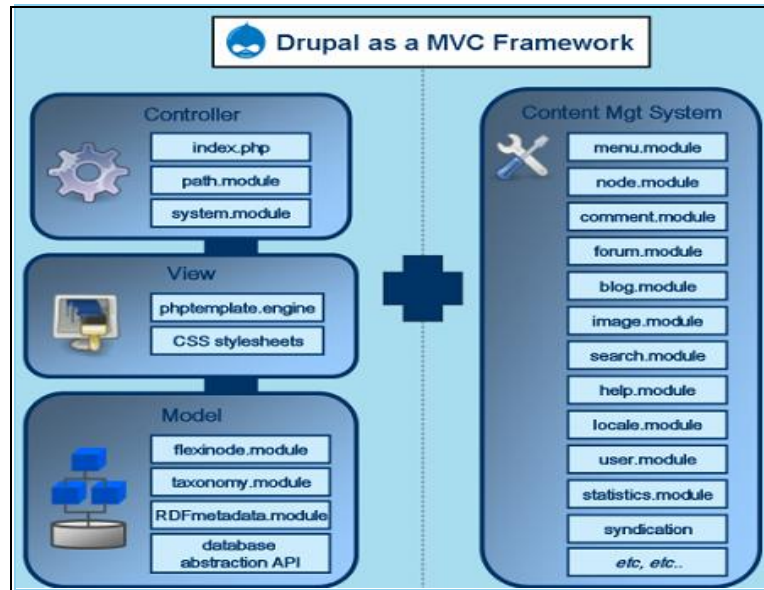 Drupal as a MVC Framework
Controller
index.php
path.module
system.module
View
phptemplate.engine
CSS stylesheets
Model
flexinode.module
taxonomy.module
RDFmetadata.module
database
abstraction API
Content Mgt System
menu.module
node.module
comment.module
forum.module
blog.module
image.module
search.module
help.module
locale.module
user.module
statistics.module
syndication
etc, etc..